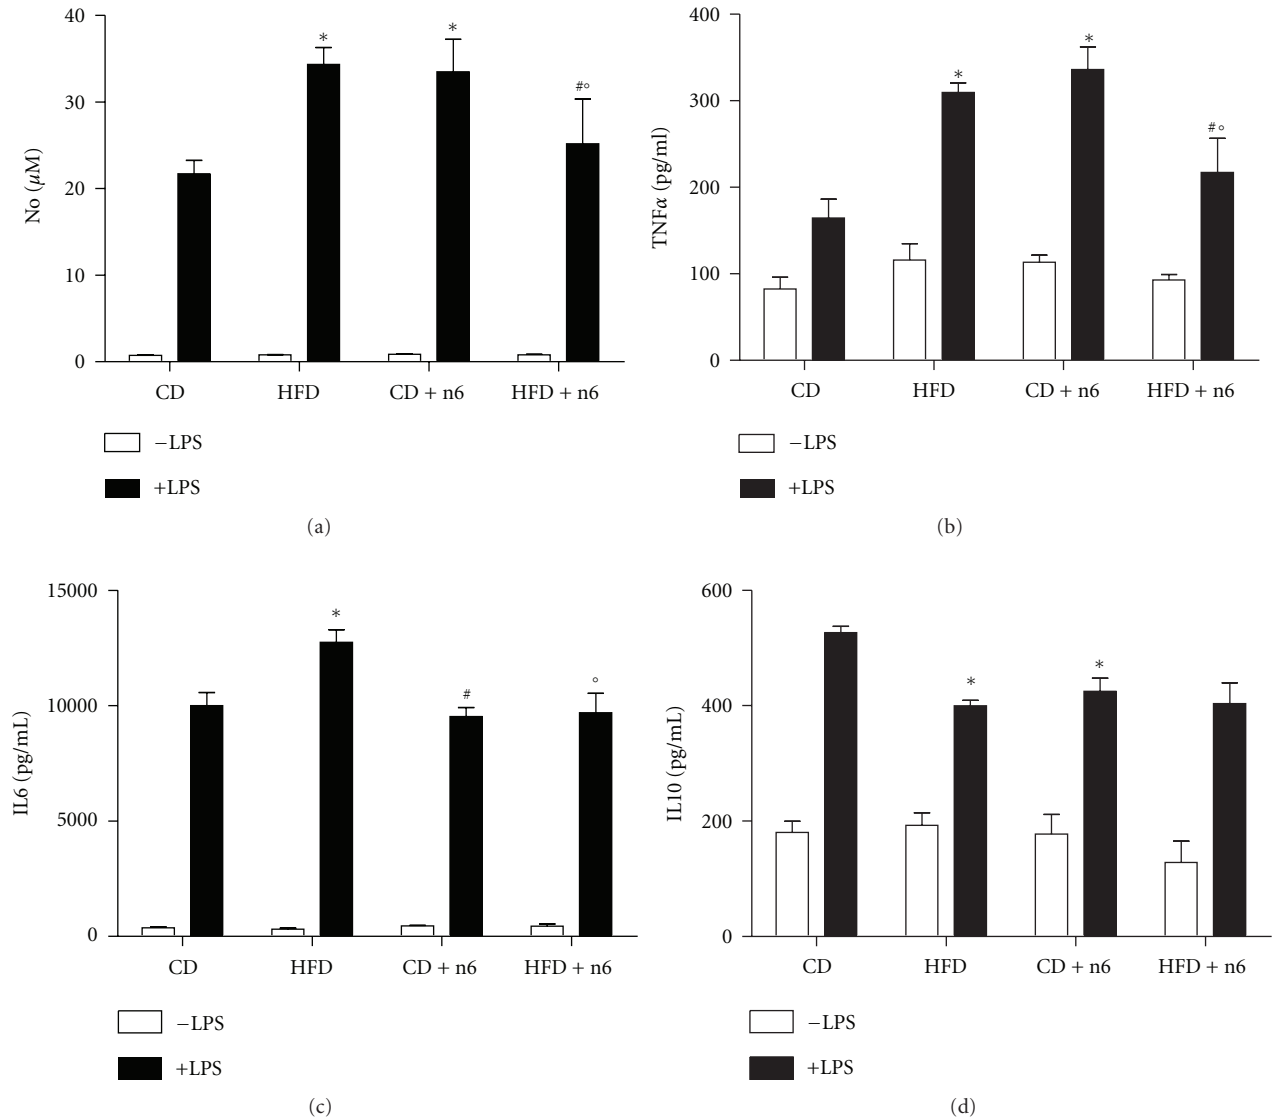 40
*
*
30
#°
20
10
0
No (μM)
CD HFD CD + n6 HFD + n6
−LPS
+LPS
(a)
400
*
*
300
#°
200
100
0
TNFα (pg/ml)
CD HFD CD + n6 HFD + n6
−LPS
+LPS
(b)
15000
*
10000
#
°
5000
0
IL6 (pg/mL)
CD HFD CD + n6 HFD + n6
−LPS
+LPS
(c)
600
*
*
400
200
0
IL10 (pg/mL)
CD HFD CD + n6 HFD + n6
−LPS
+LPS
(d)